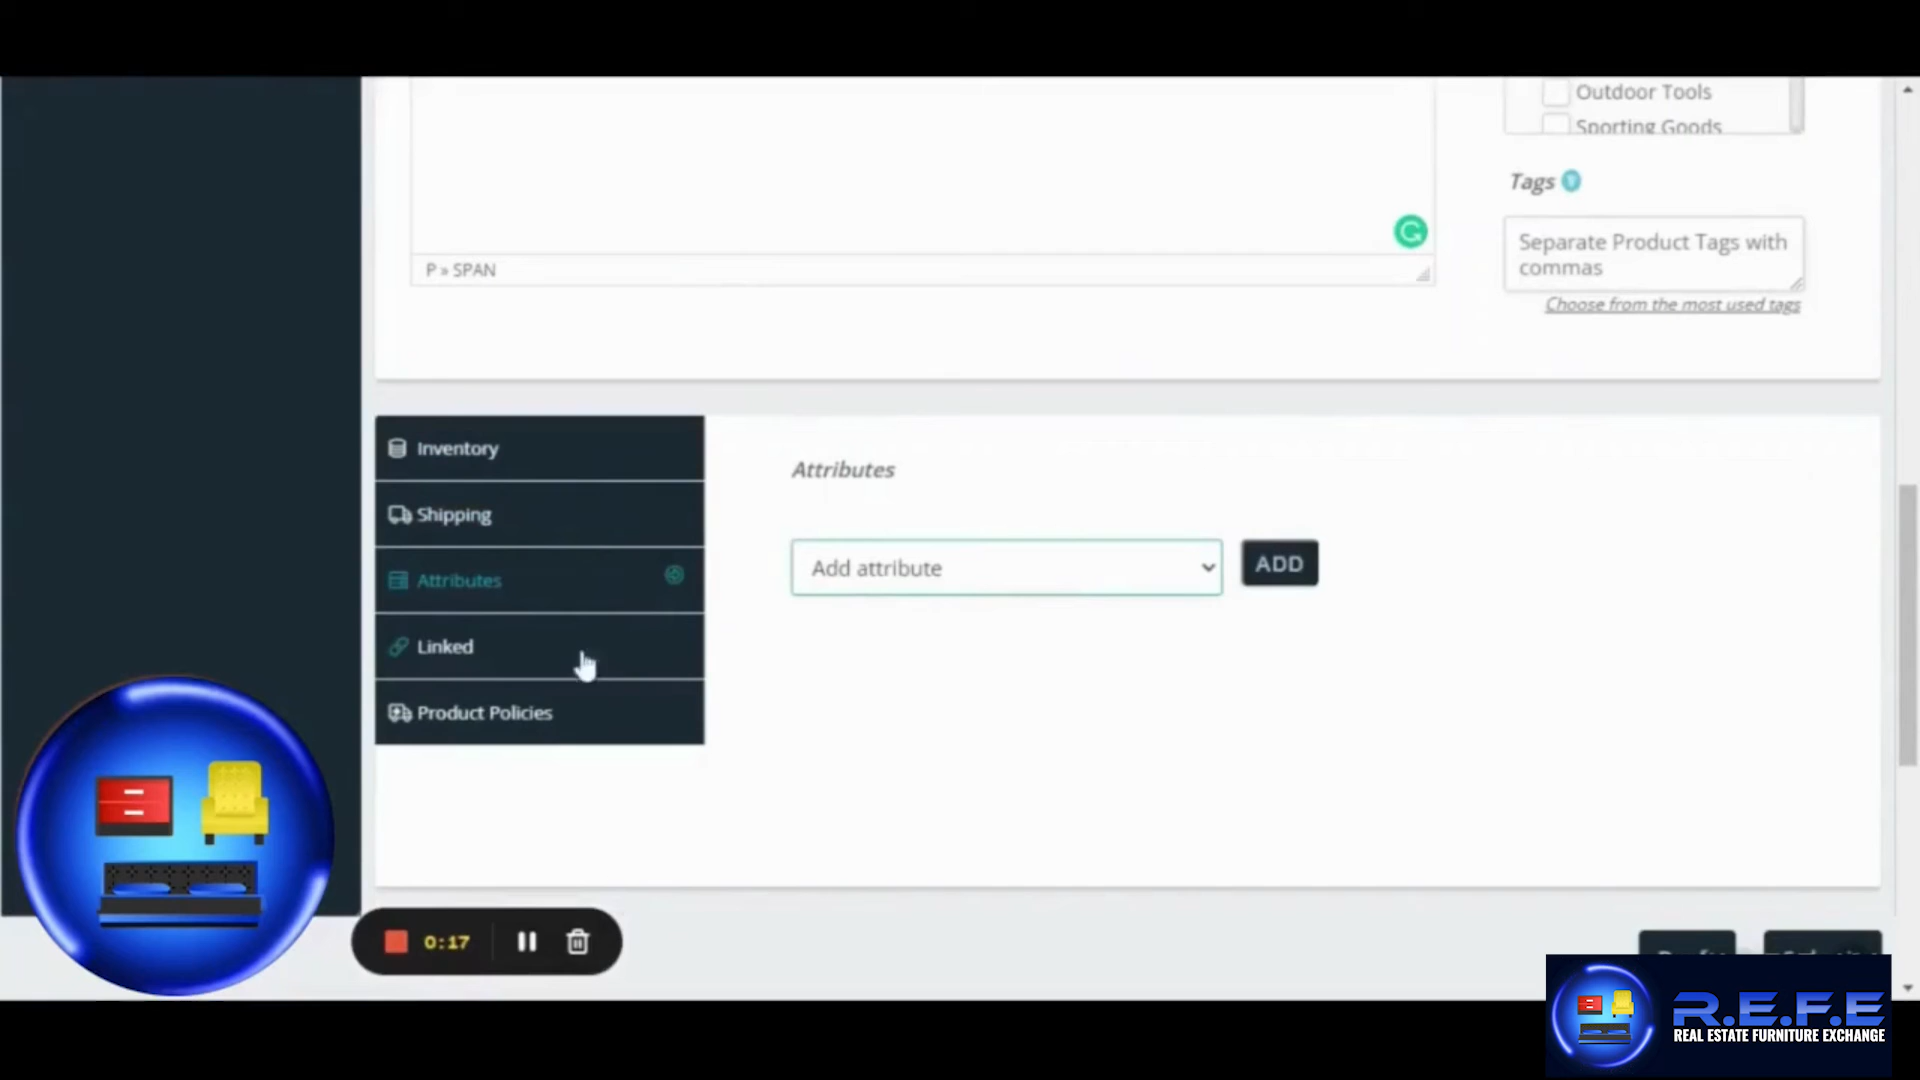 Outdoor Tools
Sporting Goods
Tags
Separate Product Tags with
commas
Choose from the most used tags
P » SPAN
Inventory
Shipping
Attributes
Linked
Product Policies
Attributes
Add attribute
ADD
0:17
R.E.F.E
REAL ESTATE FURNITURE EXCHANGE